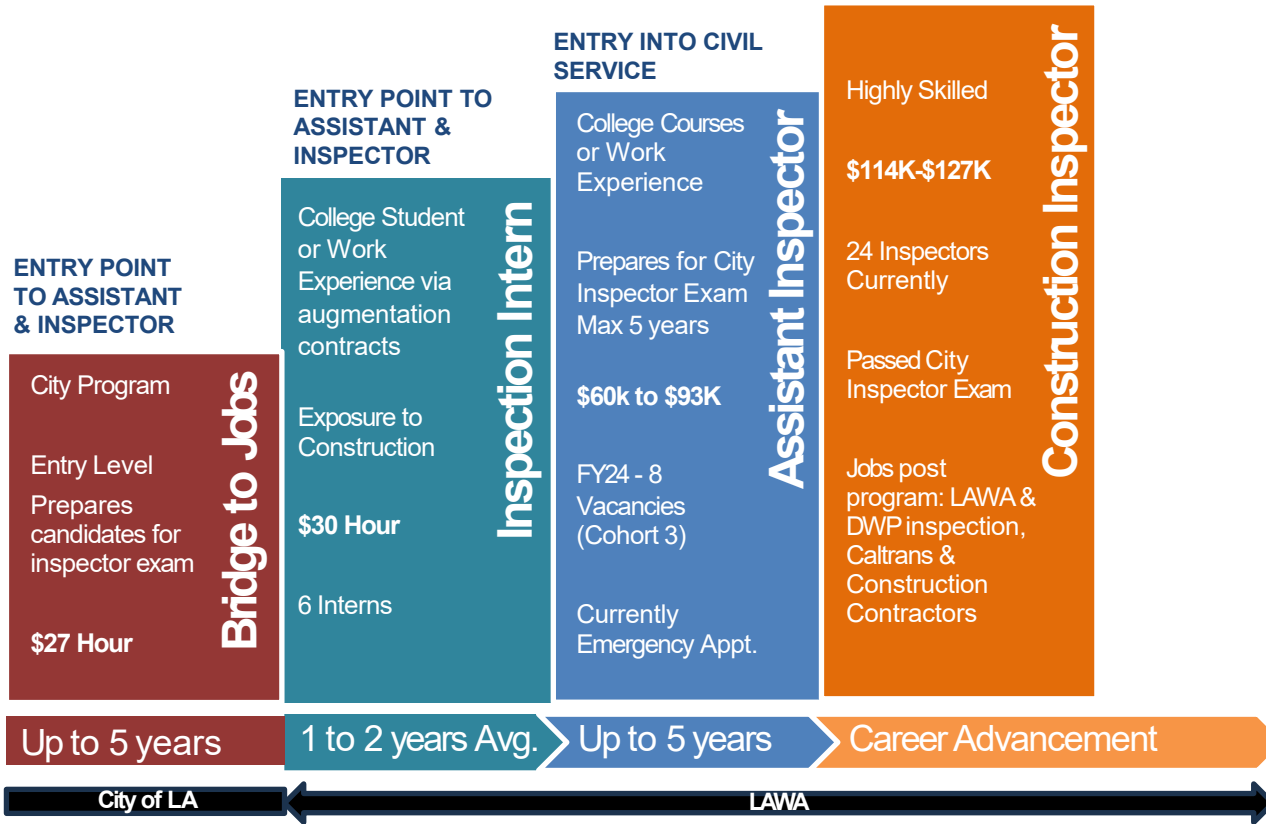 ENTRY POINT
TO ASSISTANT
& INSPECTOR
City Program
Entry Level
Prepares
candidates for
inspector exam
$27 Hour
Bridge to Jobs
ENTRY POINT TO
ASSISTANT &
INSPECTOR
College Student
or Work
Experience via
augmentation
contracts
Exposure to
Construction
$30 Hour
6 Interns
Inspection Intern
ENTRY INTO CIVIL
SERVICE
College Courses
or Work
Experience
Prepares for City
Inspector Exam
Max 5 years
$60k to $93K
FY24 - 8
Vacancies
(Cohort 3)
Currently
Emergency Appt.
Assistant Inspector
Highly Skilled
$114K-$127K
24 Inspectors
Currently
Passed City
Inspector Exam
Jobs post
program: LAWA &
DWP inspection,
Caltrans &
Construction
Contractors
Construction Inspector
Up to 5 years
1 to 2 years Avg.
Up to 5 years
Career Advancement
City of LA
LAWA